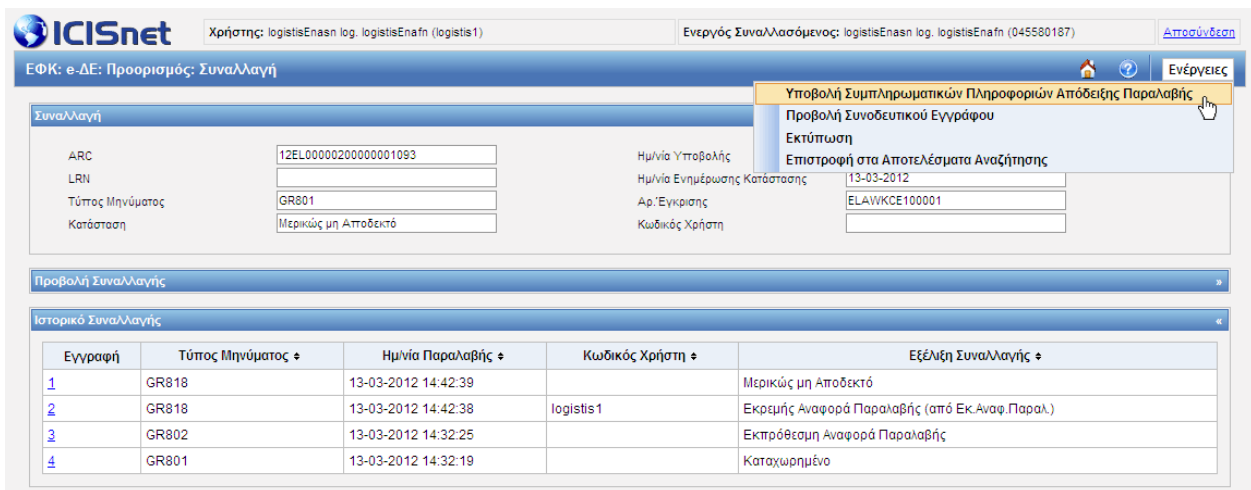 ICISnet
Χρήστης: logistisEnasn log. logistisEnafn (logistis1)
Ενεργός Συναλλασόμενος: logistisEnasn log. logistisEnafn (045580187)
Αποσύνδεση
ΕΦΚ: e-ΔΕ: Προορισμός: Συναλλαγή
Ενέργειες
Υποβολή Συμπληρωματικών Πληροφοριών Απόδειξης Παραλαβής
Προβολή Συνοδευτικού Εγγράφου
Εκτύπωση
Επιστροφή στα Αποτελέσματα Αναζήτησης
Συναλλαγή
ARC 12EL00000200000001093 Ημ/νία Υποβολής
LRN Ημ/νία Ενημέρωσης Κατάστασης 13-03-2012
Τύπος Μηνύματος GR801 Αρ.Έγκρισης ELAWKCE100001
Κατάσταση Μερικώς μη Αποδεκτό Κωδικός Χρήστη
Προβολή Συναλλαγής »
Ιστορικό Συναλλαγής «
Εγγραφή Τύπος Μηνύματος Ημ/νία Παραλαβής Κωδικός Χρήστη Εξέλιξη Συναλλαγής
1 GR818 13-03-2012 14:42:39 Μερικώς μη Αποδεκτό
2 GR818 13-03-2012 14:42:38 logistis1 Εκρεμής Αναφορά Παραλαβής (από Εκ.Αναφ.Παραλ.)
3 GR802 13-03-2012 14:32:25 Εκπρόθεσμη Αναφορά Παραλαβής
4 GR801 13-03-2012 14:32:19 Καταχωρημένο